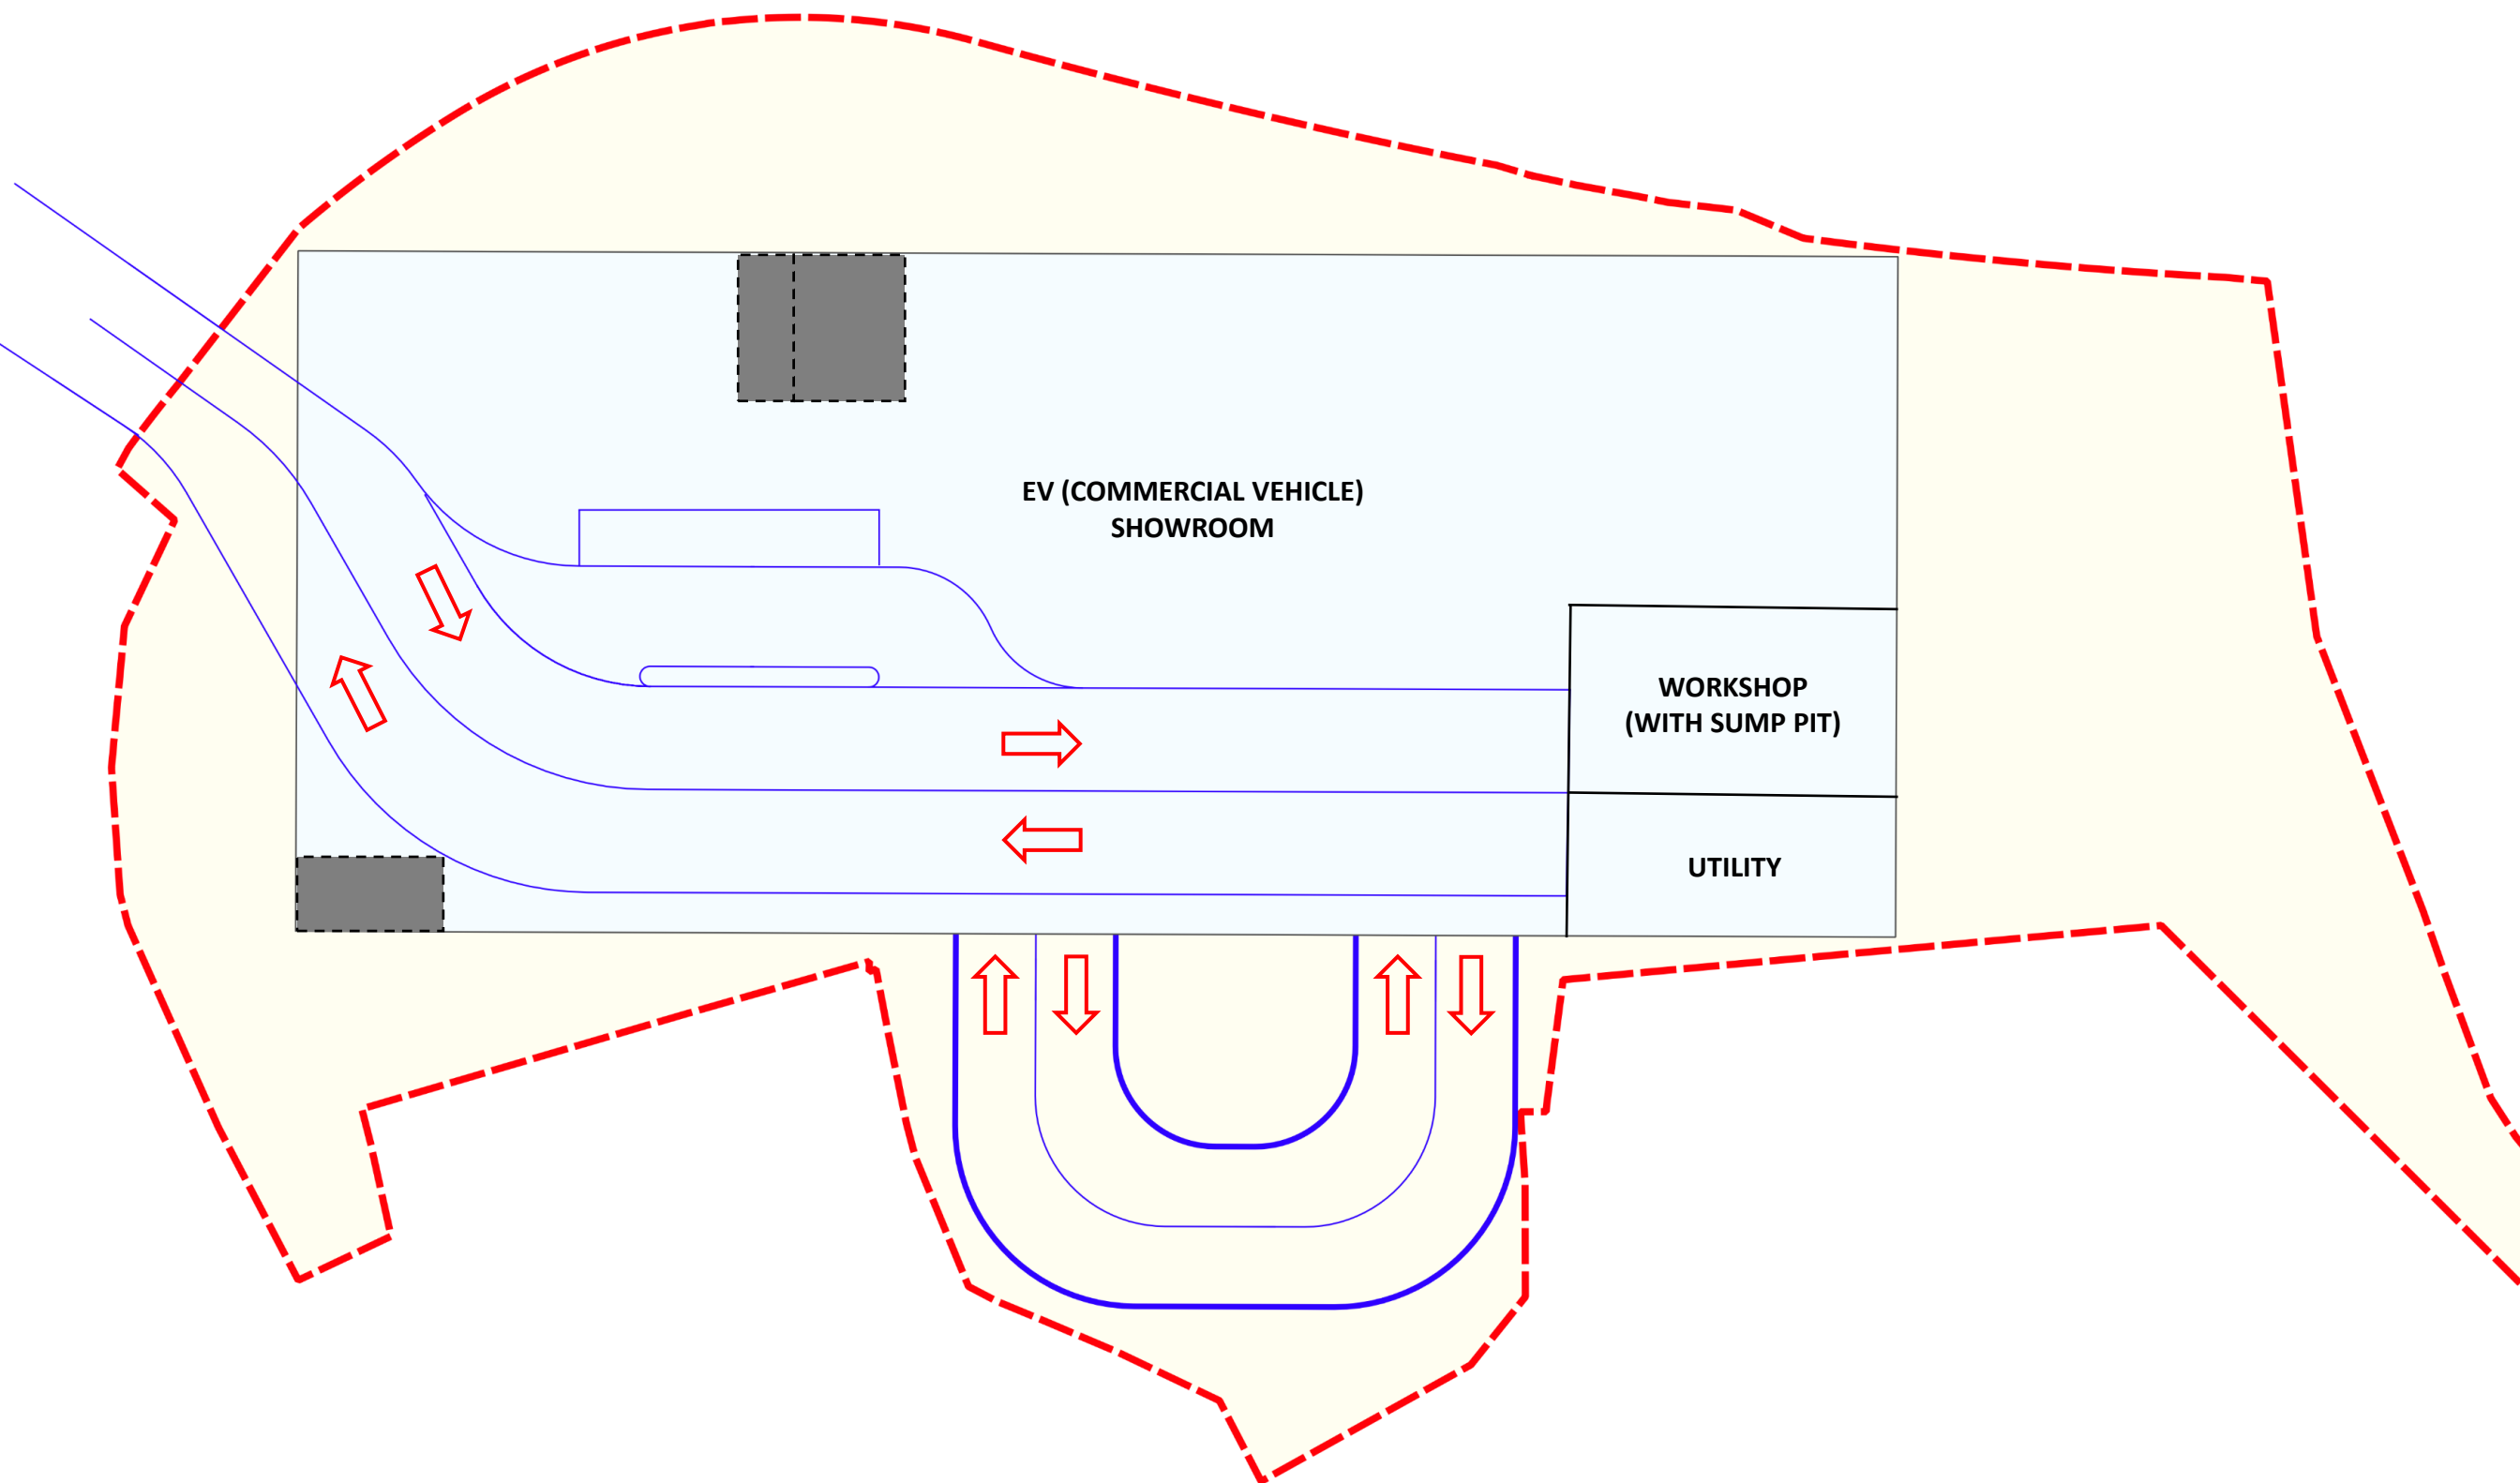 EV (COMMERCIAL VEHICLE)
SHOWROOM
WORKSHOP
(WITH SUMP PIT)
UTILITY